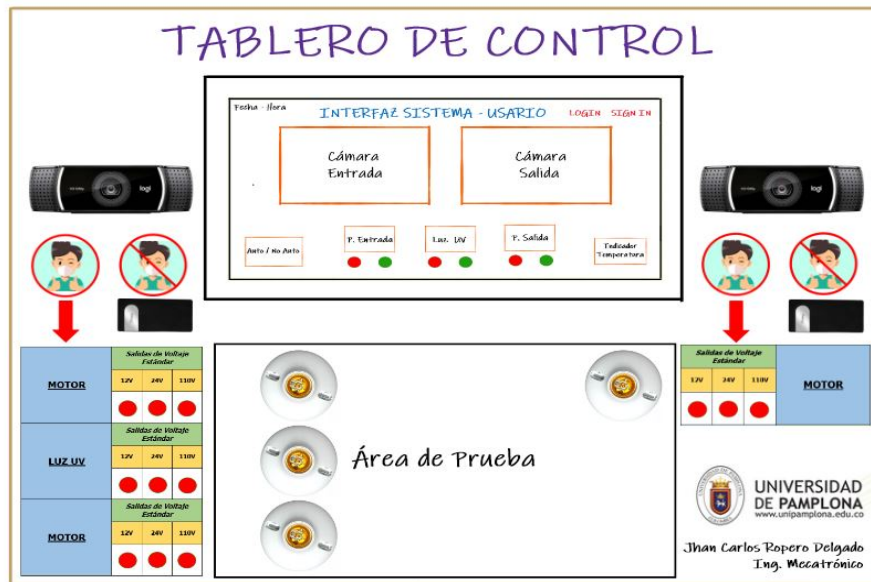 TABLERO DE CONTROL
Fecha - Hora
INTERFAZ SISTEMA - USARIO
LOGIN SIGN IN
Cámara
Entrada
Cámara
Salida
Auto / No Auto
P. Entrada
Luz. UV
P. Salida
Indicador
Temperatura
logi
logi
MOTOR
Salidas de Voltaje
Estándar
12V 24V 110V
LUZ UV
Salidas de Voltaje
Estándar
12V 24V 110V
MOTOR
Salidas de Voltaje
Estándar
12V 24V 110V
Área de Prueba
Salidas de Voltaje
Estándar
12V 24V 110V
MOTOR
UNIVERSIDAD
DE PAMPLONA
www.unipamplona.edu.co
Jhan Carlos Ropero Delgado
Ing. Mecatrónico